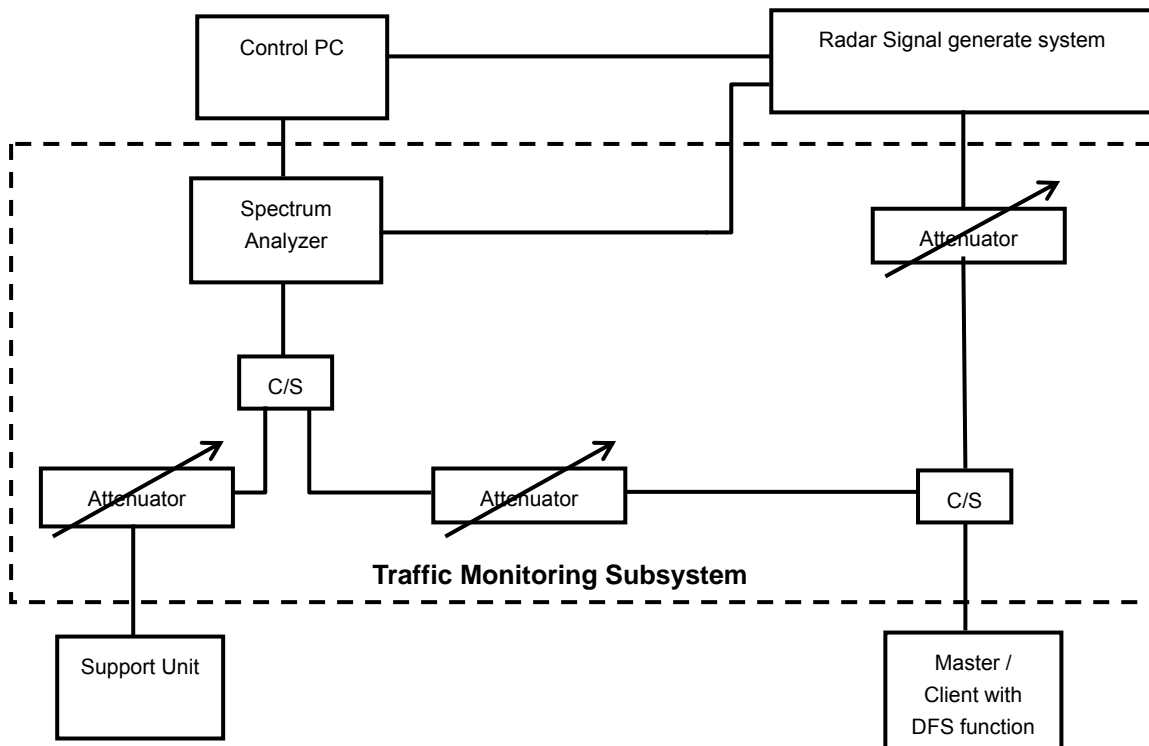 Control PC
Radar Signal generate system
Spectrum
Analyzer
Attenuator
C/S
Attenuator
Attenuator
C/S
Traffic Monitoring Subsystem
Support Unit
Master /
Client with
DFS function